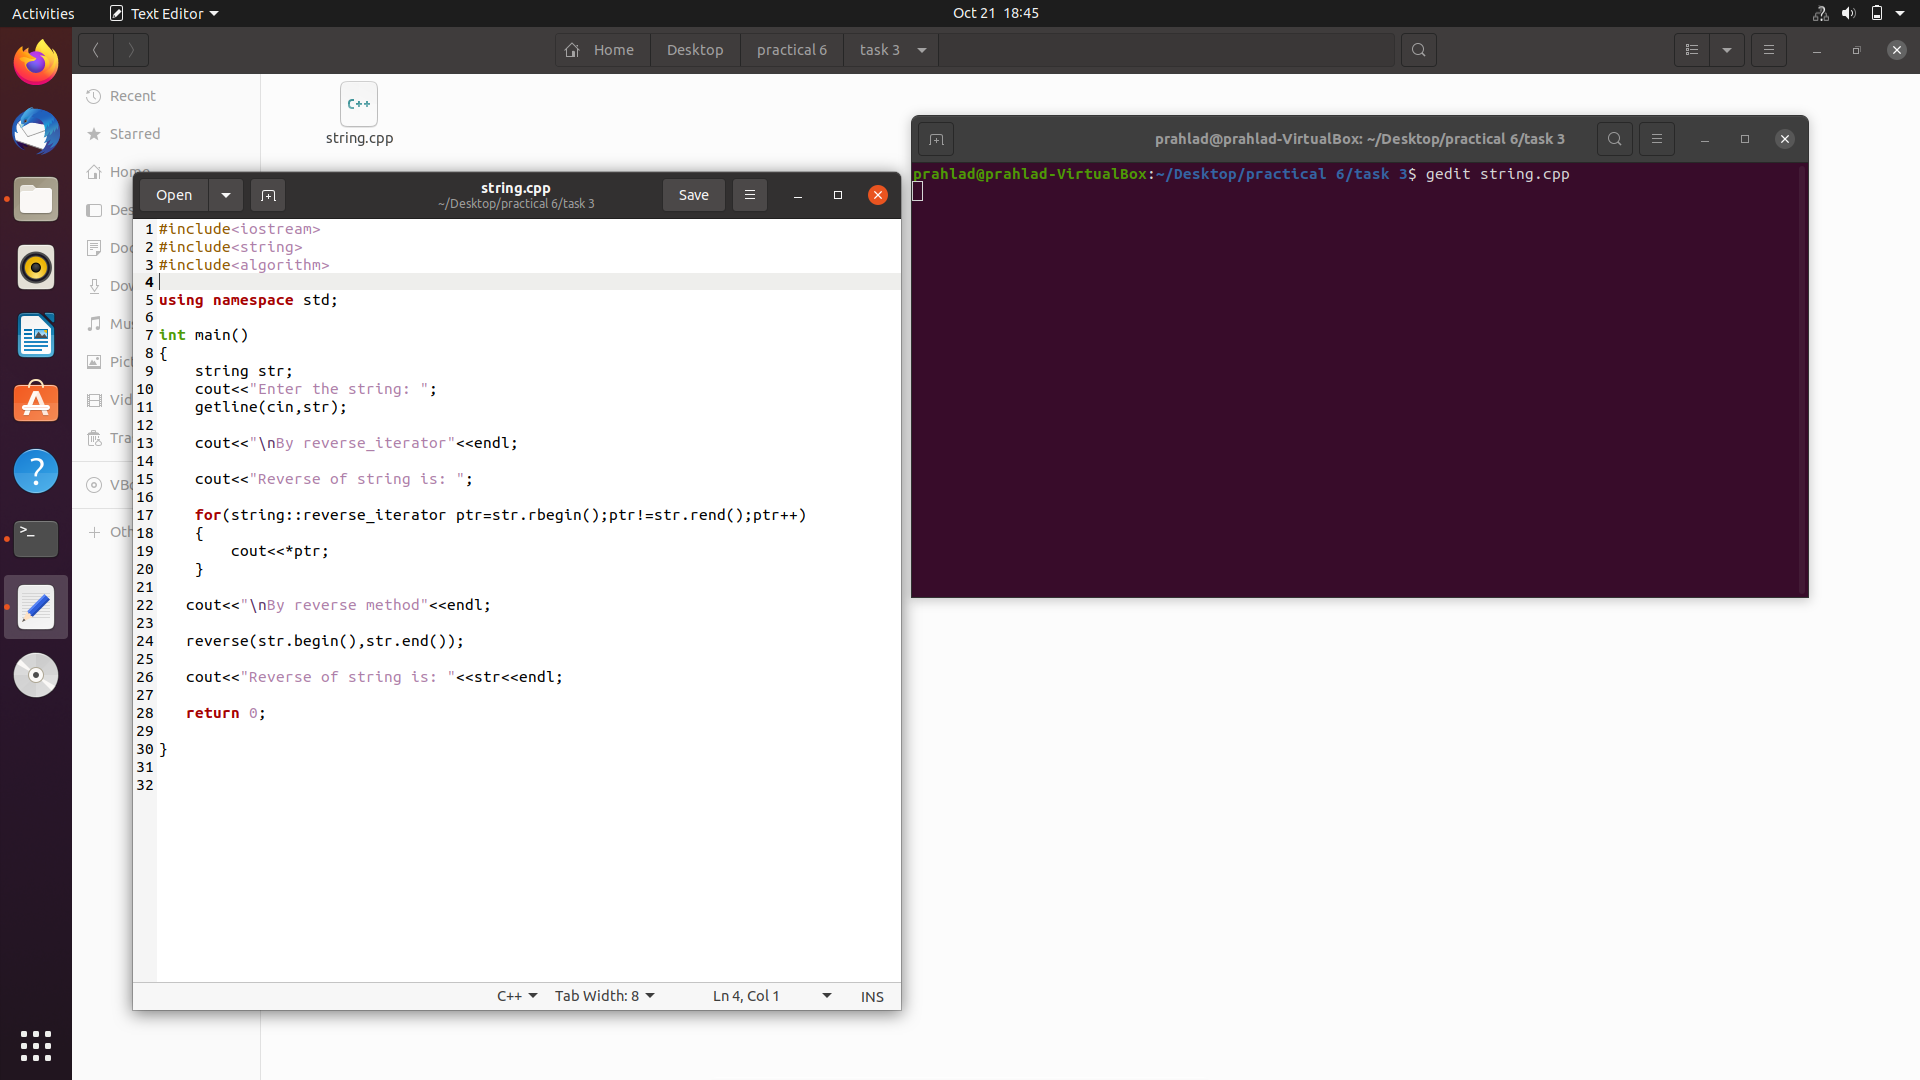 Activities
Text Editor
Oct 21 18:45
Home
Desktop
practical 6
task 3
Recent
Starred
Home
Des
Doc
Dow
Mus
Pict
Vid
Tra
VBo
Oth
C++
string.cpp
Open
string.cpp
~/Desktop/practical 6/task 3
Save
1 #include<iostream>
2 #include<string>
3 #include<algorithm>
4
5 using namespace std;
6
7 int main()
8 {
9     string str;
10     cout<<"Enter the string: ";
11     getline(cin,str);
12
13     cout<<"\nBy reverse_iterator"<<endl;
14
15     cout<<"Reverse of string is: ";
16
17     for(string::reverse_iterator ptr=str.rbegin();ptr!=str.rend();ptr++)
18     {
19         cout<<*ptr;
20     }
21
22    cout<<"\nBy reverse method"<<endl;
23
24    reverse(str.begin(),str.end());
25
26    cout<<"Reverse of string is: "<<str<<endl;
27
28    return 0;
29
30 }
31
32
C++
Tab Width: 8
Ln 4, Col 1
INS
prahlad@prahlad-VirtualBox: ~/Desktop/practical 6/task 3
prahlad@prahlad-VirtualBox:~/Desktop/practical 6/task 3$ gedit string.cpp